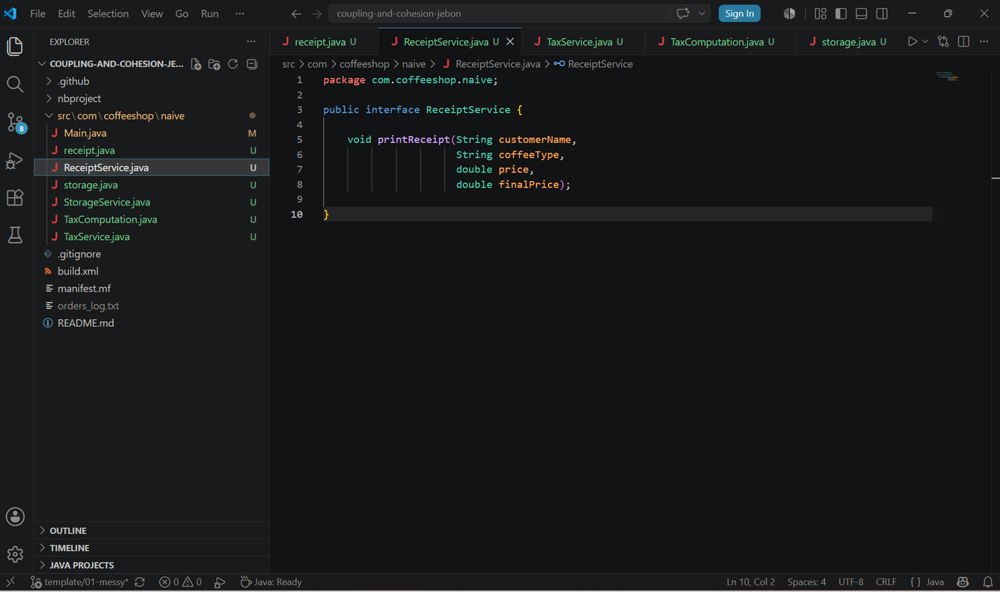 File Edit Selection View Go Run ···
coupling-and-cohesion-jebon
Sign In
EXPLORER
COUPLING-AND-COHESION-JE...
.github
nbproject
src\com\coffeeshop\naive
Main.java M
receipt.java U
ReceiptService.java U
storage.java U
StorageService.java U
TaxComputation.java U
TaxService.java U
.gitignore
build.xml
manifest.mf
orders_log.txt
README.md
OUTLINE
TIMELINE
JAVA PROJECTS
8
receipt.java U ReceiptService.java U TaxService.java U TaxComputation.java U storage.java U
src > com > coffeeshop > naive > ReceiptService.java > ReceiptService
1 package com.coffeeshop.naive;
2
3 public interface ReceiptService {
4
5 void printReceipt(String customerName,
6 String coffeeType,
7 double price,
8 double finalPrice);
9
10 }
template/01-messy* 0 0 Java: Ready Ln 10, Col 2 Spaces: 4 UTF-8 CRLF { } Java